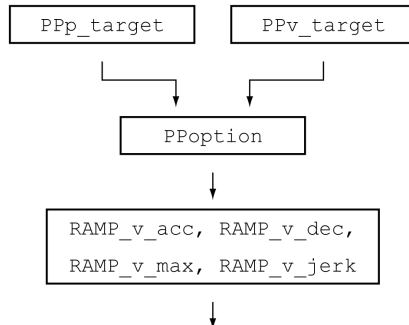 PPp_target
PPv_target
PPoption
RAMP_v_acc, RAMP_v_dec,
RAMP_v_max, RAMP_v_jerk